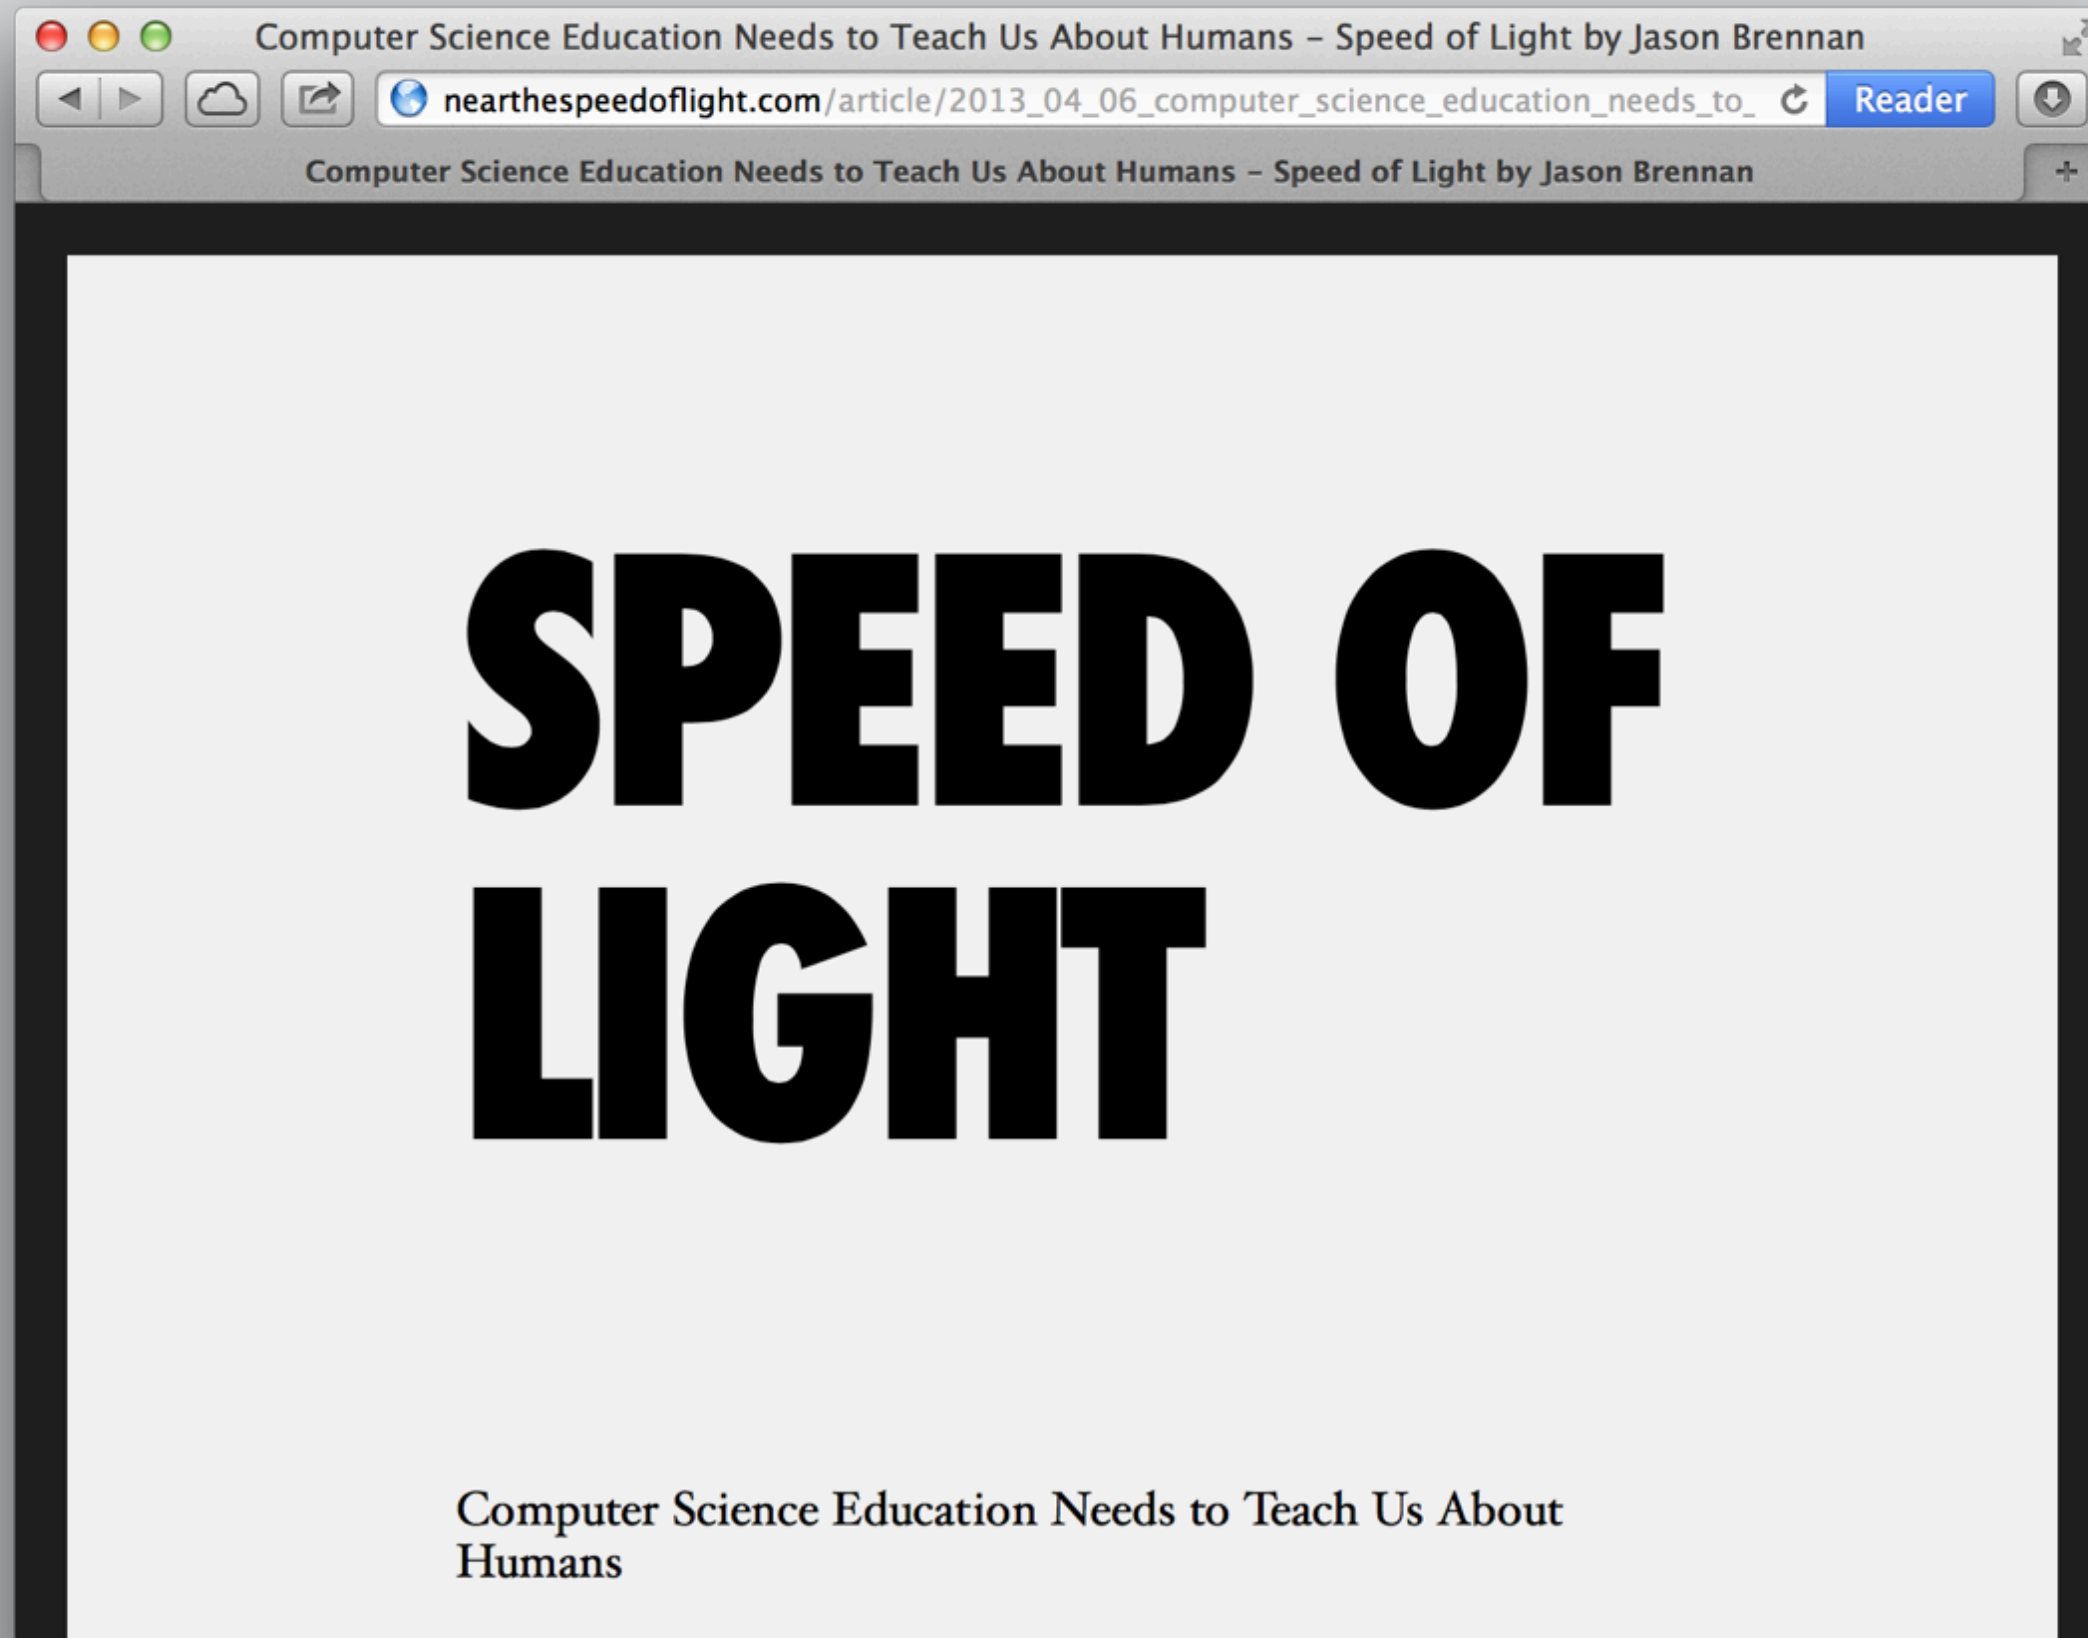 Computer Science Education Needs to Teach Us About Humans – Speed of Light by Jason Brennan
nearthespeedoflight.com/article/2013_04_06_computer_science_education_needs_to_
Reader
Computer Science Education Needs to Teach Us About Humans – Speed of Light by Jason Brennan
SPEED OF
LIGHT
Computer Science Education Needs to Teach Us About
Humans